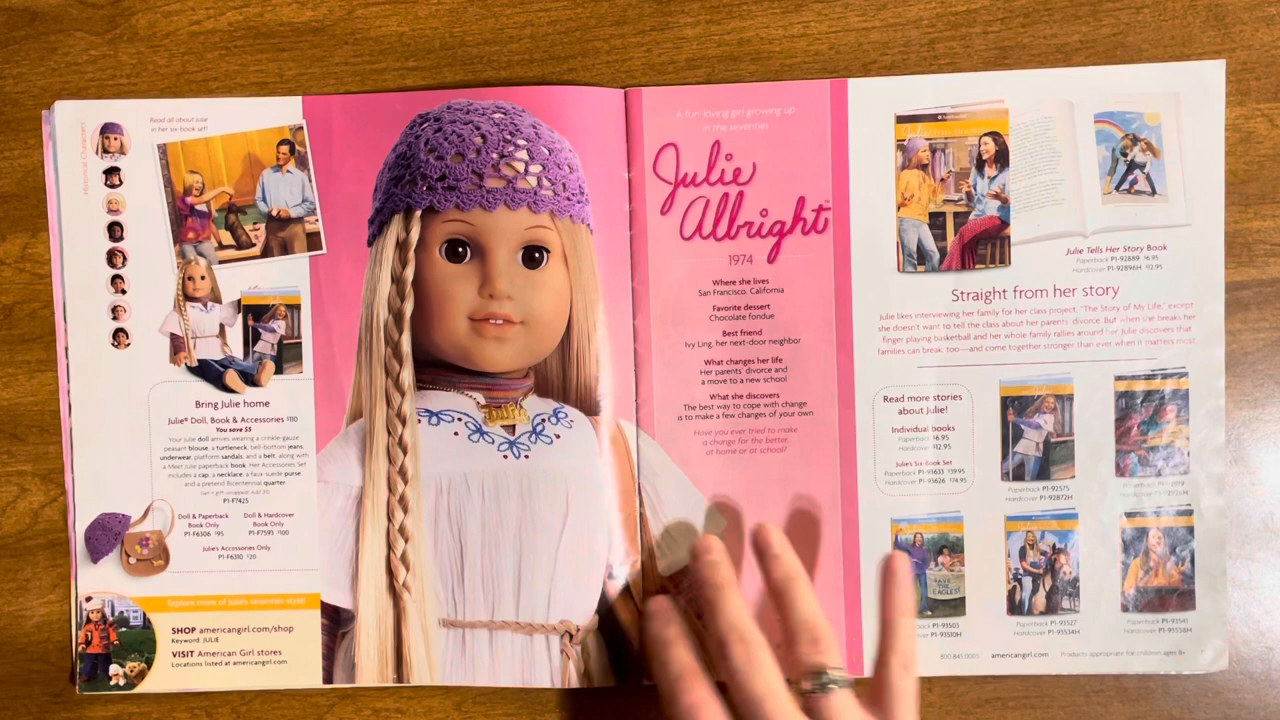 Historical Characters
Read all about Julie
in her six-book set!
Bring Julie home
Julie® Doll, Book & Accessories $110
You save $5
Your Julie doll arrives wearing a crinkle-gauze
peasant blouse, a turtleneck, bell-bottom jeans,
underwear, platform sandals, and a belt, along with
a Meet Julie paperback book. Her Accessories Set
includes a cap, a necklace, a faux-suede purse,
and a pretend Bicentennial quarter.
P1-F7425
Doll & Paperback
Book Only
P1-F6306 $95
Doll & Hardcover
Book Only
P1-F7593 $100
Julie's Accessories Only
P1-F6310 $20
Explore more of Julie's seventies style!
SHOP americangirl.com/shop
Keyword: JULIE
VISIT American Girl stores
Locations listed at americangirl.com
Julie
A fun-loving girl growing up
in the seventies
Julie
Albright™
1974
Where she lives
San Francisco, California
Favorite dessert
Chocolate fondue
Best friend
Ivy Ling, her next-door neighbor
What changes her life
Her parents' divorce and
a move to a new school
What she discovers
The best way to cope with change
is to make a few changes of your own
Have you ever tried to make
a change for the better,
at home or at school?
Julie Tells Her Story Book
Paperback P1-92889 $6.95
Hardcover P1-92896H $12.95
Straight from her story
Julie likes interviewing her family for her class project, "The Story of My Life," except
she doesn't want to tell the class about her parents' divorce. But when she breaks her
finger playing basketball and her whole family rallies around her, Julie discovers that
families can break, too—and come together stronger than ever when it matters most.
Read more stories
about Julie!
Individual books
Paperback $6.95
Hardcover $12.95
Julie's Six-Book Set
Paperback P1-93633 $39.95
Hardcover P1-93626 $74.95
Paperback P1-92575
Hardcover P1-92872H
SAVE
THE
EAGLES!
P1-93503
P1-93510H
Julie
Paperback P1-93527
Hardcover P1-93534H
Paperback P1-93541
Hardcover P1-93558H
800.845.0005 americangirl.com Products appropriate for children ages 8+